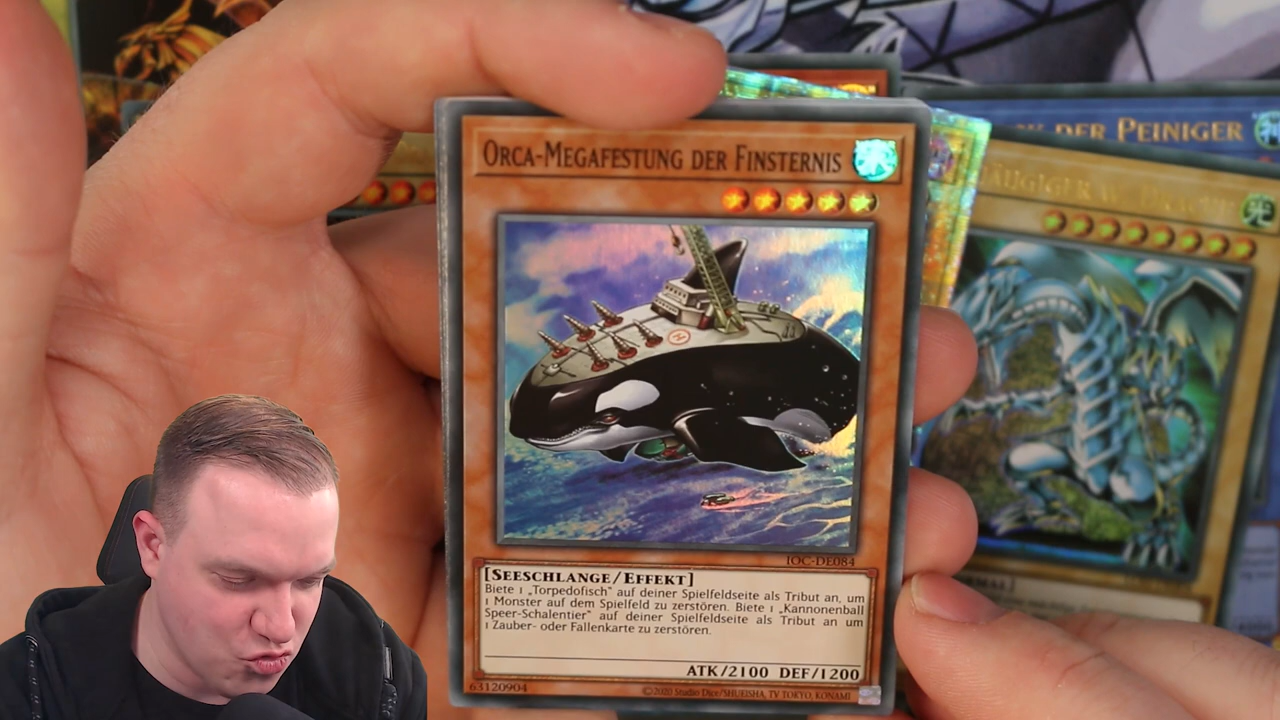 ORCA-MEGAFESTUNG DER FINSTERNIS
IOC-DE084
[SEESCHLANGE/EFFEKT]
Biete 1 „Torpedofisch" auf deiner Spielfeldseite als Tribut an, um
1 Monster auf dem Spielfeld zu zerstören. Biete 1 „Kannonenball
Speer-Schalentier" auf deiner Spielfeldseite als Tribut an um
1 Zauber- oder Fallenkarte zu zerstören.
ATK/2100 DEF/1200
63120904
©2020 Studio Dice/SHUEISHA, TV TOKYO, KONAMI
DER PEINIGER